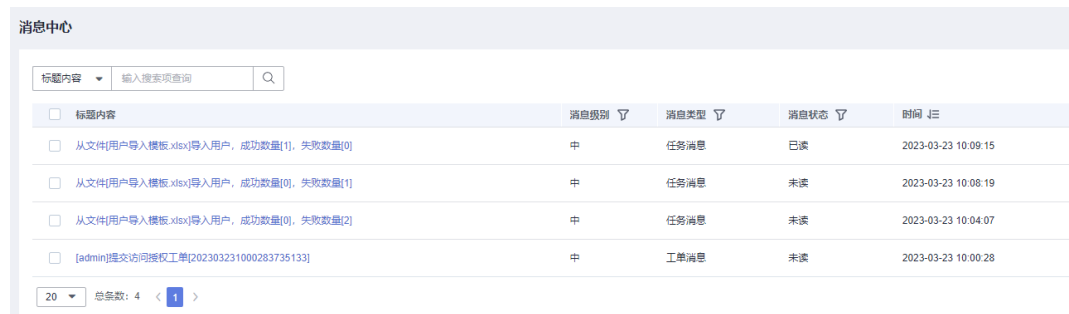 消息中心
标题内容 输入搜索项查询
标题内容 消息级别 消息类型 消息状态 时间
从文件[用户导入模板.xlsx]导入用户，成功数量[1]，失败数量[0] 中 任务消息 已读 2023-03-23 10:09:15
从文件[用户导入模板.xlsx]导入用户，成功数量[0]，失败数量[1] 中 任务消息 未读 2023-03-23 10:08:19
从文件[用户导入模板.xlsx]导入用户，成功数量[0]，失败数量[2] 中 任务消息 未读 2023-03-23 10:04:07
[admin]提交访问授权工单[202303231000283735133] 中 工单消息 未读 2023-03-23 10:00:28
20 总条数：4 < 1 >